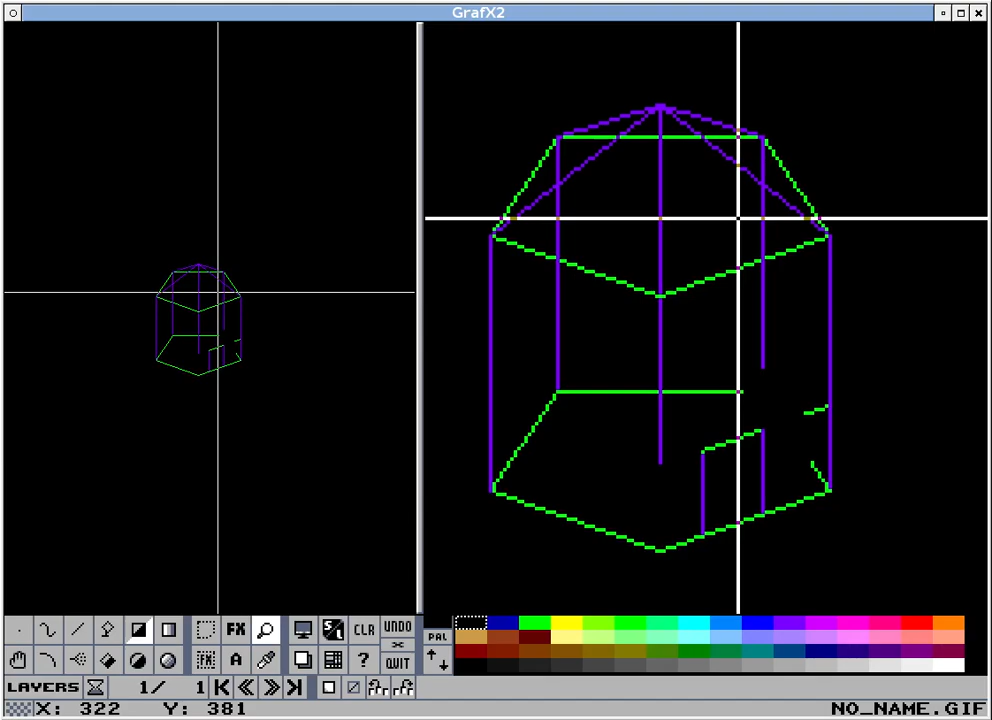 GrafX2
FX
CLR
UNDO
QUIT
A
?
PAL
LAYERS
1/ 1
X: 322 Y: 381
NO_NAME.GIF